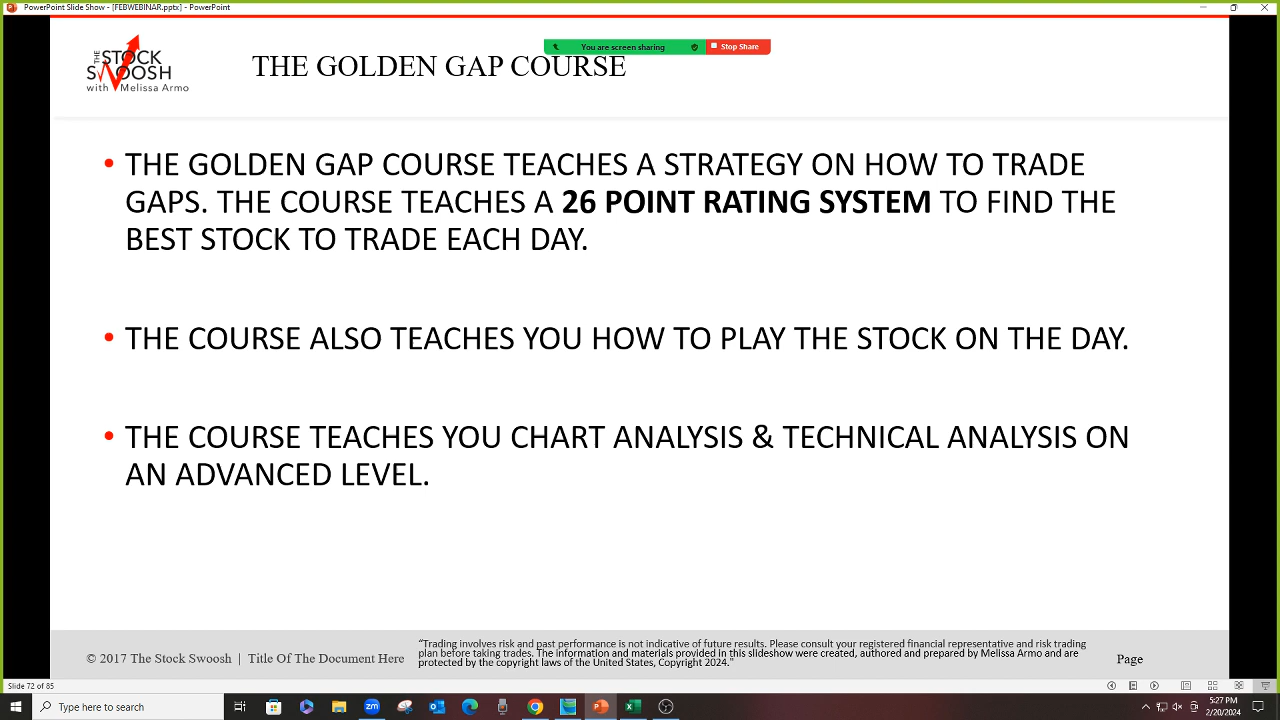 PowerPoint Slide Show - [FEBWEBINAR.pptx] - PowerPoint
You are screen sharing
Stop Share
THE STOCK
SWOOSH
with Melissa Armo
THE GOLDEN GAP COURSE
• THE GOLDEN GAP COURSE TEACHES A STRATEGY ON HOW TO TRADE
GAPS. THE COURSE TEACHES A 26 POINT RATING SYSTEM TO FIND THE
BEST STOCK TO TRADE EACH DAY.
• THE COURSE ALSO TEACHES YOU HOW TO PLAY THE STOCK ON THE DAY.
• THE COURSE TEACHES YOU CHART ANALYSIS & TECHNICAL ANALYSIS ON
AN ADVANCED LEVEL.
© 2017 The Stock Swoosh | Title Of The Document Here
“Trading involves risk and past performance is not indicative of future results. Please consult your registered financial representative and risk trading
plan before taking trades. The information and materials provided in this slideshow were created, authored and prepared by Melissa Armo and are
protected by the copyright laws of the United States, Copyright 2024.”
Page
Slide 72 of 85
Type here to search
zm
5:27 PM
2/20/2024